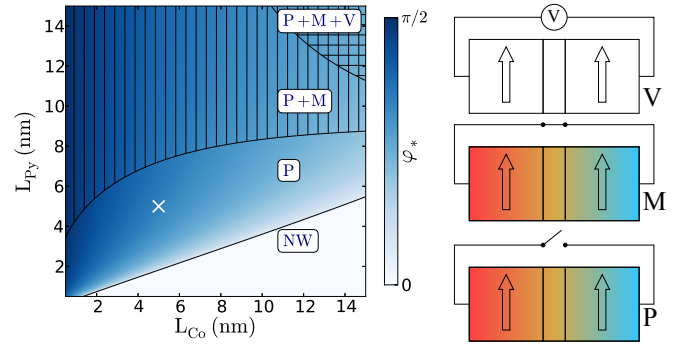 14
12
10
8
6
4
2
L_Py (nm)
2 4 6 8 10 12 14
L_Co (nm)
P+M+V
P+M
P
NW
π/2
φ*
0
V
V
M
P